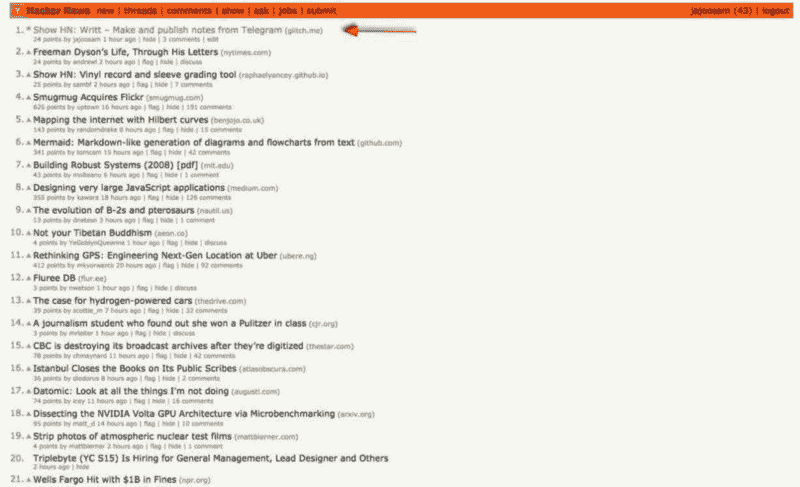 Y Hacker News new | threads | comments | show | ask | jobs | submit jajoosam (43) | logout
1. * Show HN: Writt – Make and publish notes from Telegram (glitch.me)
24 points by jajoosam 1 hour ago | hide | 3 comments | edit
2. Freeman Dyson's Life, Through His Letters (nytimes.com)
24 points by 2 hours ago | flag | hide | discuss
3. Show HN: Vinyl record and sleeve grading tool (raphaelyancey.github.io)
25 points by sambf 2 hours ago | flag | hide | 7 comments
4. Smugmug Acquires Flickr (smugmug.com)
625 points by uptown 16 hours ago | flag | hide | 191 comments
5. Mapping the internet with Hilbert curves (benjojo.co.uk)
143 points by randomdrake 8 hours ago | flag | hide | 15 comments
6. Mermaid: Markdown-like generation of diagrams and flowcharts from text (github.com)
341 points by 15 hours ago | flag | hide | 42 comments
7. Building Robust Systems (2008) [pdf] (mit.edu)
43 points by 6 hours ago | flag | hide | 1 comment
8. Designing very large JavaScript applications (medium.com)
355 points by kawera 18 hours ago | flag | hide | 126 comments
9. The evolution of B-2s and pterosaurs (nautil.us)
13 points by dnetesn 3 hours ago | flag | hide | 1 comment
10. Not your Tibetan Buddhism (aeon.co)
4 points by 1 hour ago | flag | hide | discuss
11. Rethinking GPS: Engineering Next-Gen Location at Uber (ubere.ng)
412 points by mkvorwerck 20 hours ago | flag | hide | 92 comments
12. Fluree DB (flur.ee)
3 points by nwatson 1 hour ago | flag | hide | discuss
13. The case for hydrogen-powered cars (thedrive.com)
39 points by scottie_m 7 hours ago | flag | hide | 32 comments
14. A journalism student who found out she won a Pulitzer in class (cjr.org)
3 points by 1 hour ago | flag | hide | discuss
15. CBC is destroying its broadcast archives after they're digitized (thestar.com)
78 points by 11 hours ago | flag | hide | 42 comments
16. Istanbul Closes the Books on Its Public Scribes (atlasobscura.com)
36 points by diodorus 8 hours ago | flag | hide | 2 comments
17. Datomic: Look at all the things I'm not doing (augustl.com)
74 points by icey 11 hours ago | flag | hide | 16 comments
18. Dissecting the NVIDIA Volta GPU Architecture via Microbenchmarking (arxiv.org)
95 points by matt_d 14 hours ago | flag | hide | 10 comments
19. Strip photos of atmospheric nuclear test films (mattbierner.com)
4 points by mattbierner 2 hours ago | flag | hide | 1 comment
20. Triplebyte (YC S15) Is Hiring for General Management, Lead Designer and Others
2 hours ago | hide
21. Wells Fargo Hit with $1B in Fines (npr.org)